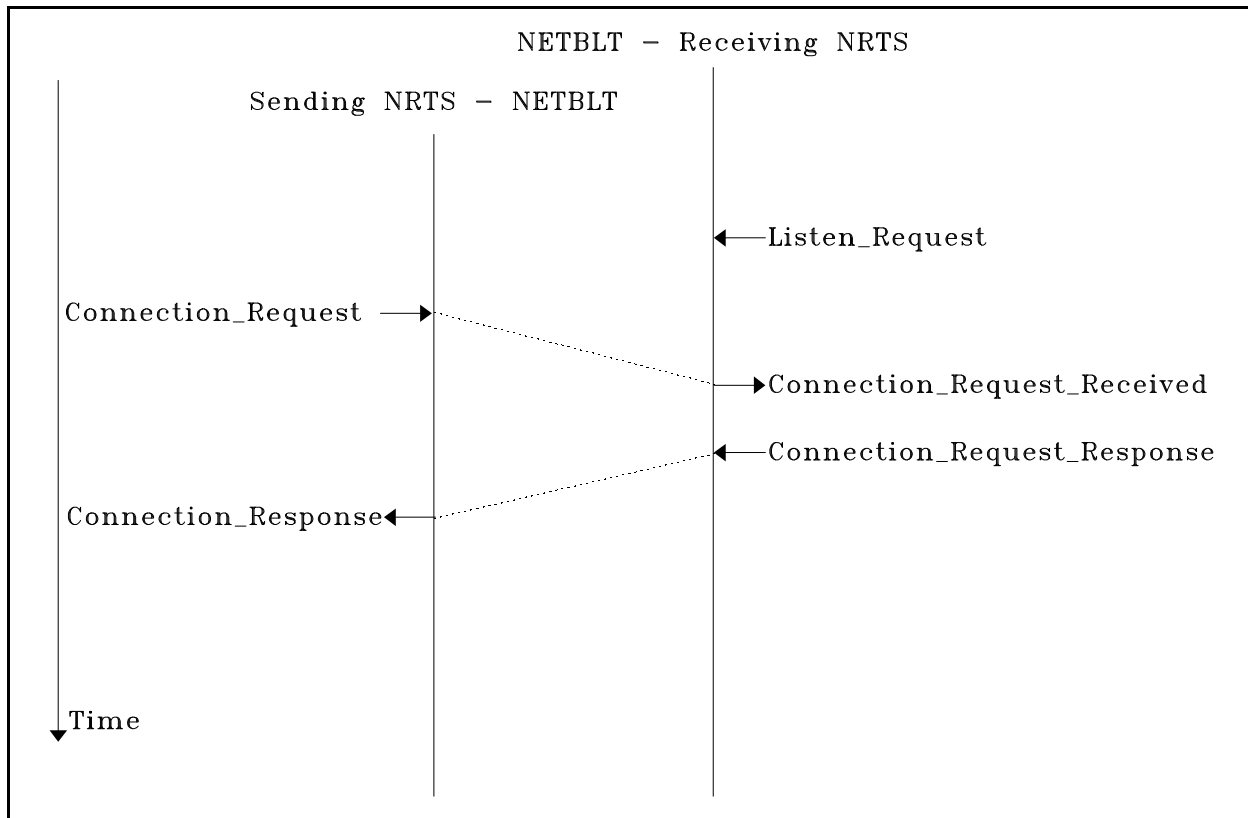 NETBLT - Receiving NRTS
Sending NRTS - NETBLT
Listen_Request
Connection_Request
Connection_Request_Received
Connection_Request_Response
Connection_Response
Time